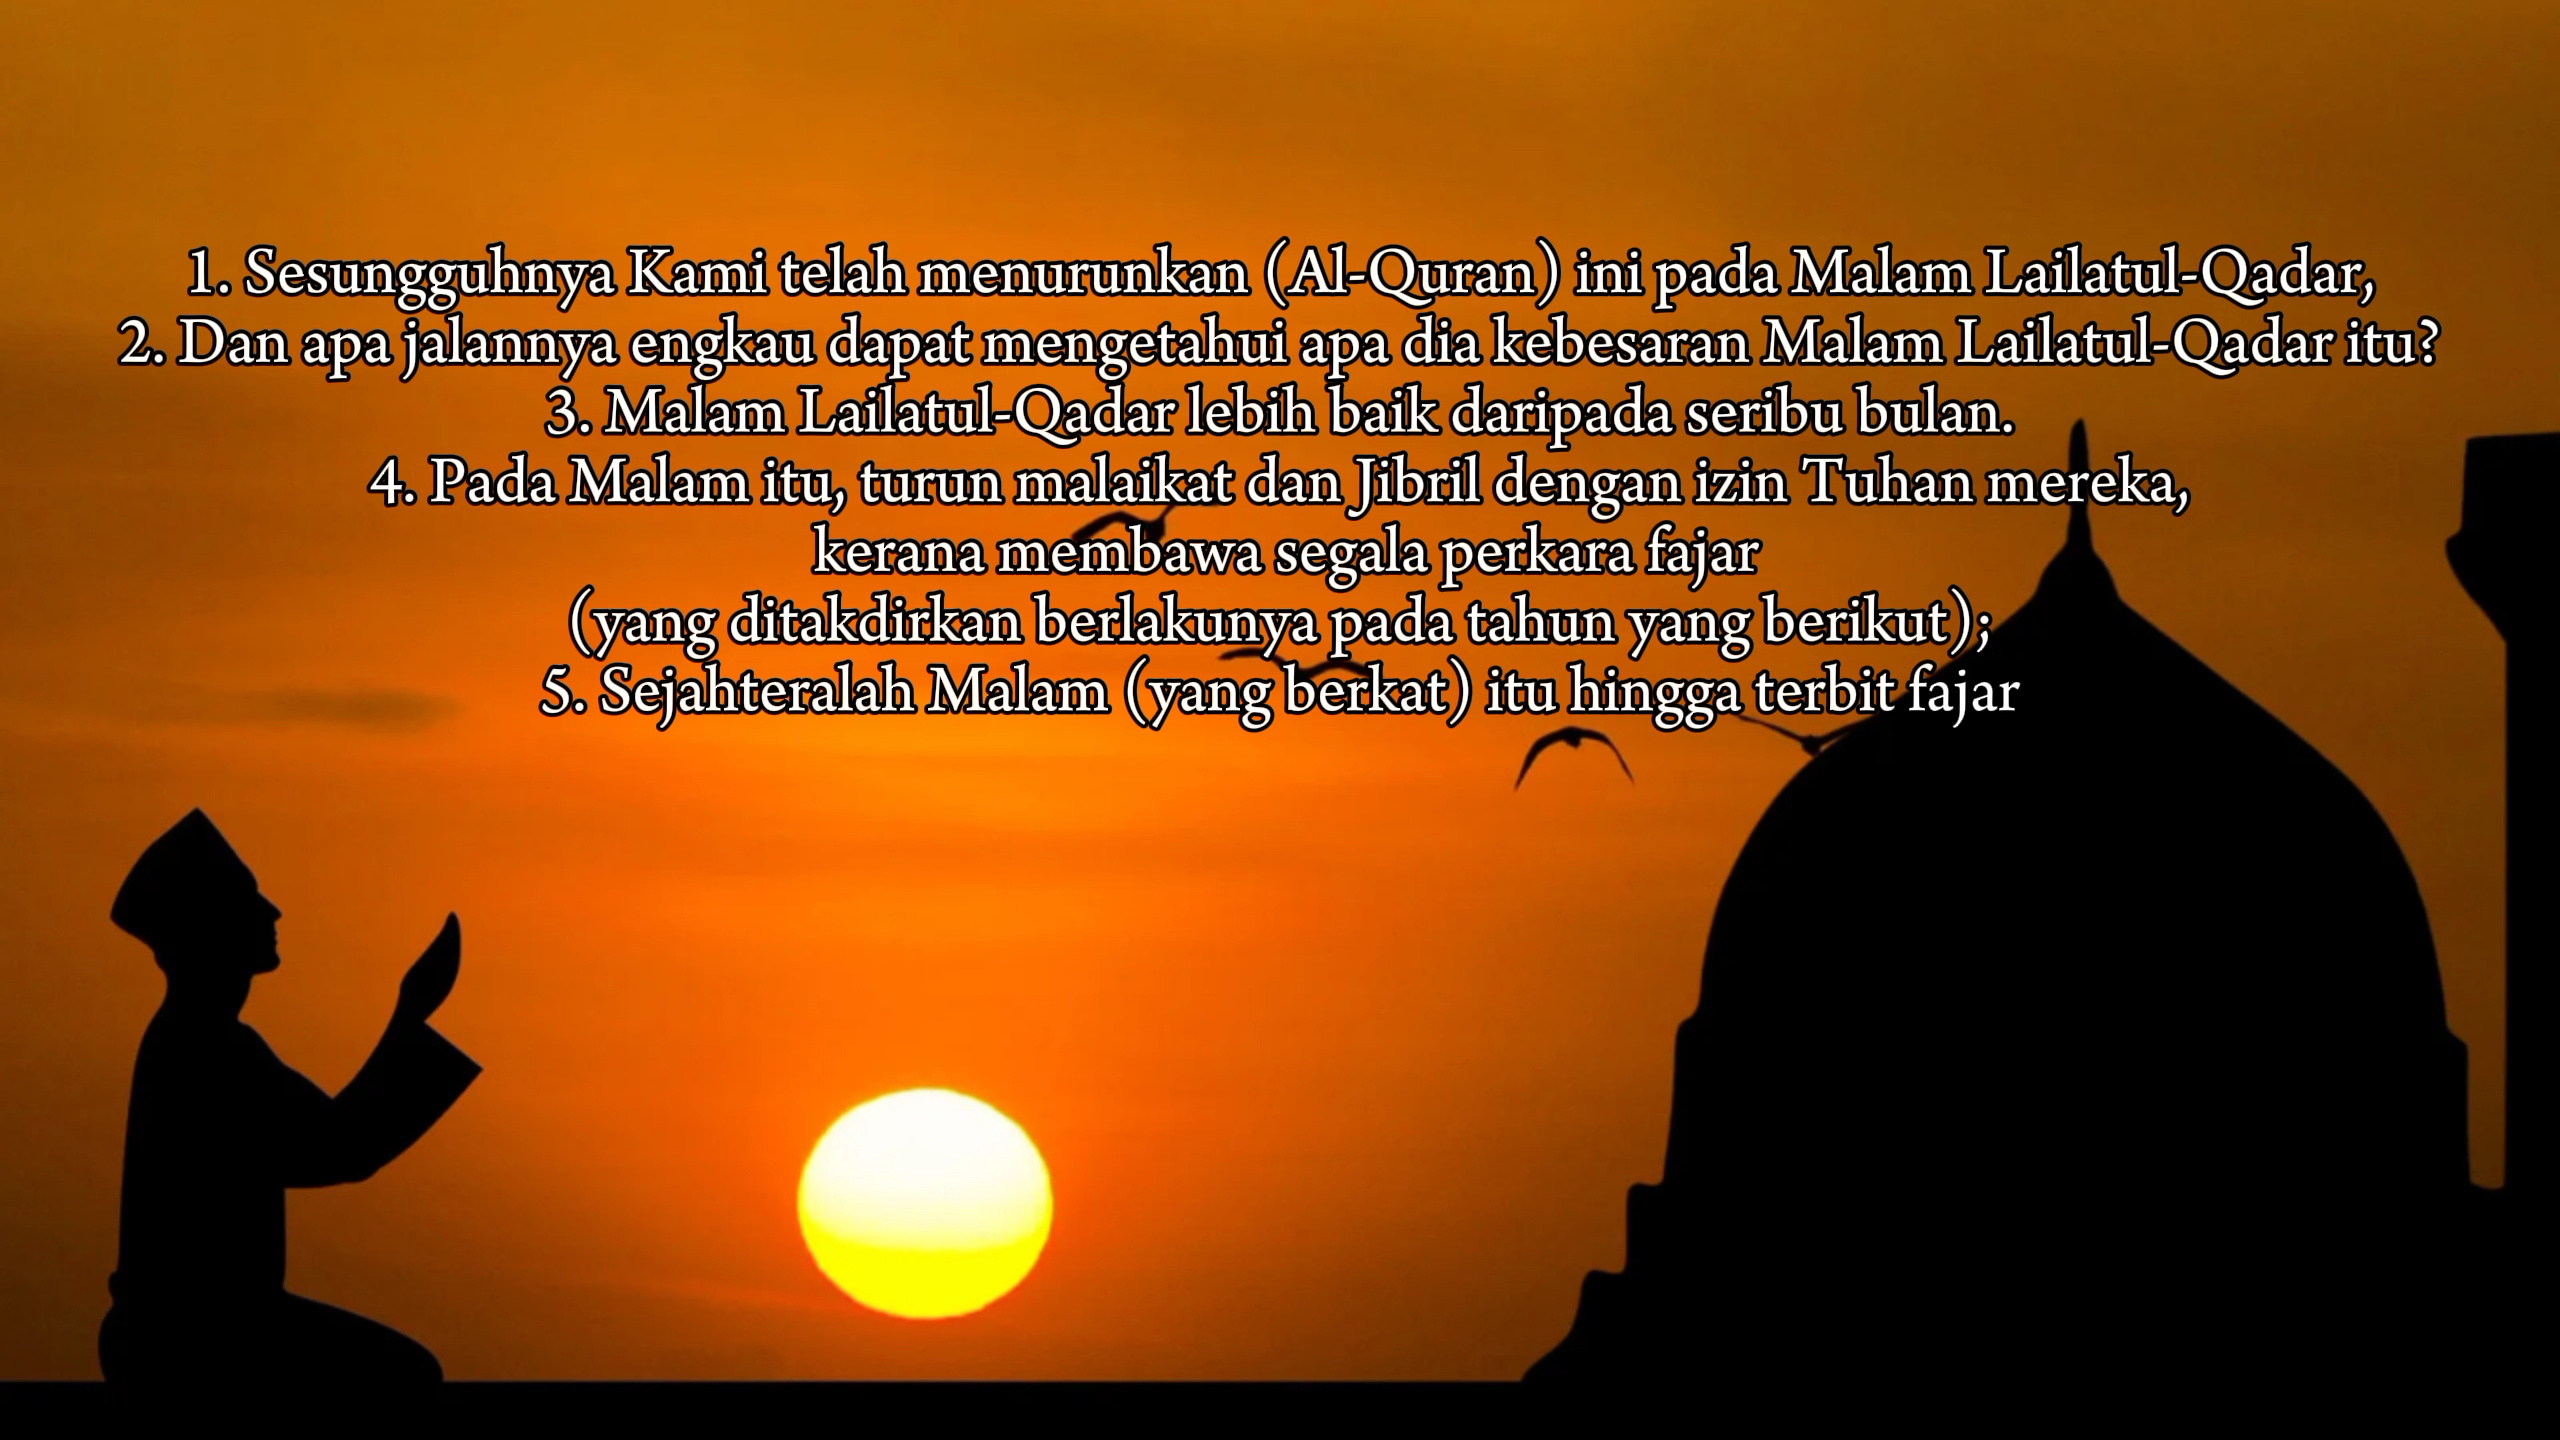 1. Sesungguhnya Kami telah menurunkan (Al-Quran) ini pada Malam Lailatul-Qadar,
2. Dan apa jalannya engkau dapat mengetahui apa dia kebesaran Malam Lailatul-Qadar itu?
3. Malam Lailatul-Qadar lebih baik daripada seribu bulan.
4. Pada Malam itu, turun malaikat dan Jibril dengan izin Tuhan mereka,
kerana membawa segala perkara fajar
(yang ditakdirkan berlakunya pada tahun yang berikut);
5. Sejahteralah Malam (yang berkat) itu hingga terbit fajar